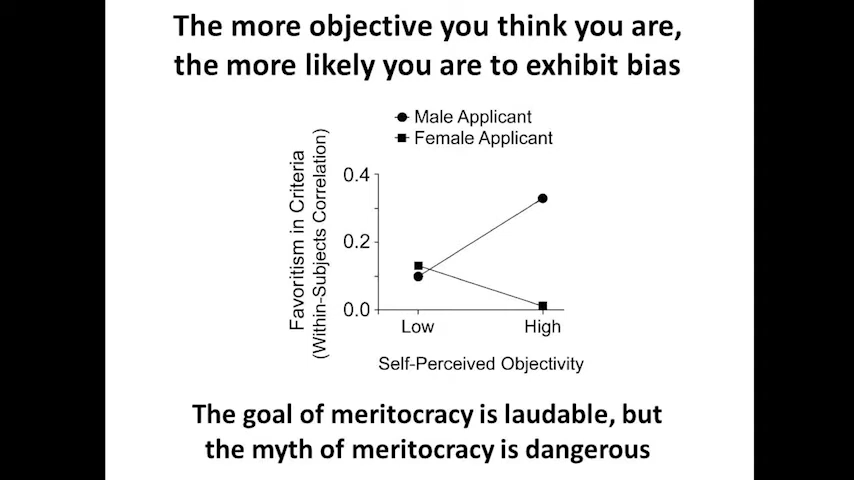 The more objective you think you are,
the more likely you are to exhibit bias
Male Applicant
Female Applicant
Favoritism in Criteria
(Within-Subjects Correlation)
0.4
0.2
0.0
Low
High
Self-Perceived Objectivity
The goal of meritocracy is laudable, but
the myth of meritocracy is dangerous